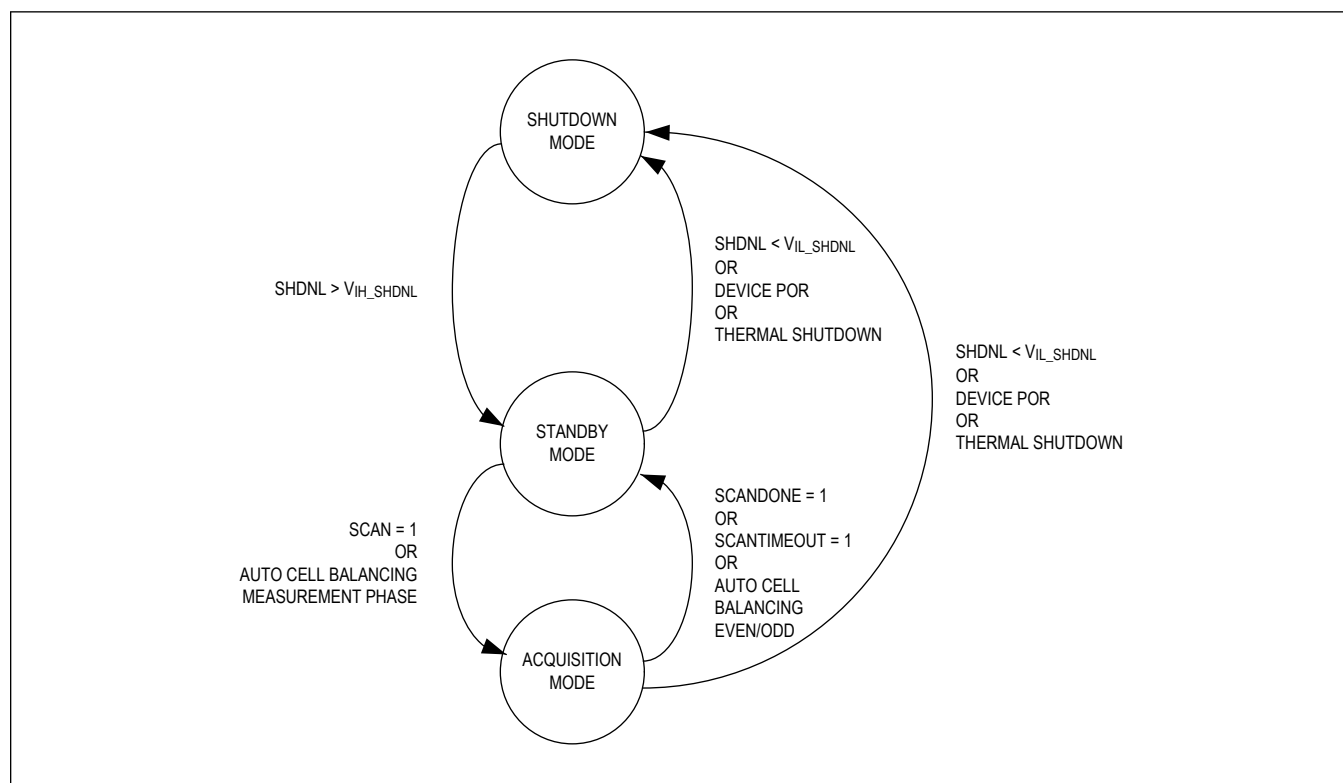 SHUTDOWN
MODE
SHDNL > VIH_SHDNL
SHDNL < VIL_SHDNL
OR
DEVICE POR
OR
THERMAL SHUTDOWN
SHDNL < VIL_SHDNL
OR
DEVICE POR
OR
THERMAL SHUTDOWN
STANDBY
MODE
SCAN = 1
OR
AUTO CELL BALANCING
MEASUREMENT PHASE
SCANDONE = 1
OR
SCANTIMEOUT = 1
OR
AUTO CELL
BALANCING
EVEN/ODD
ACQUISITION
MODE